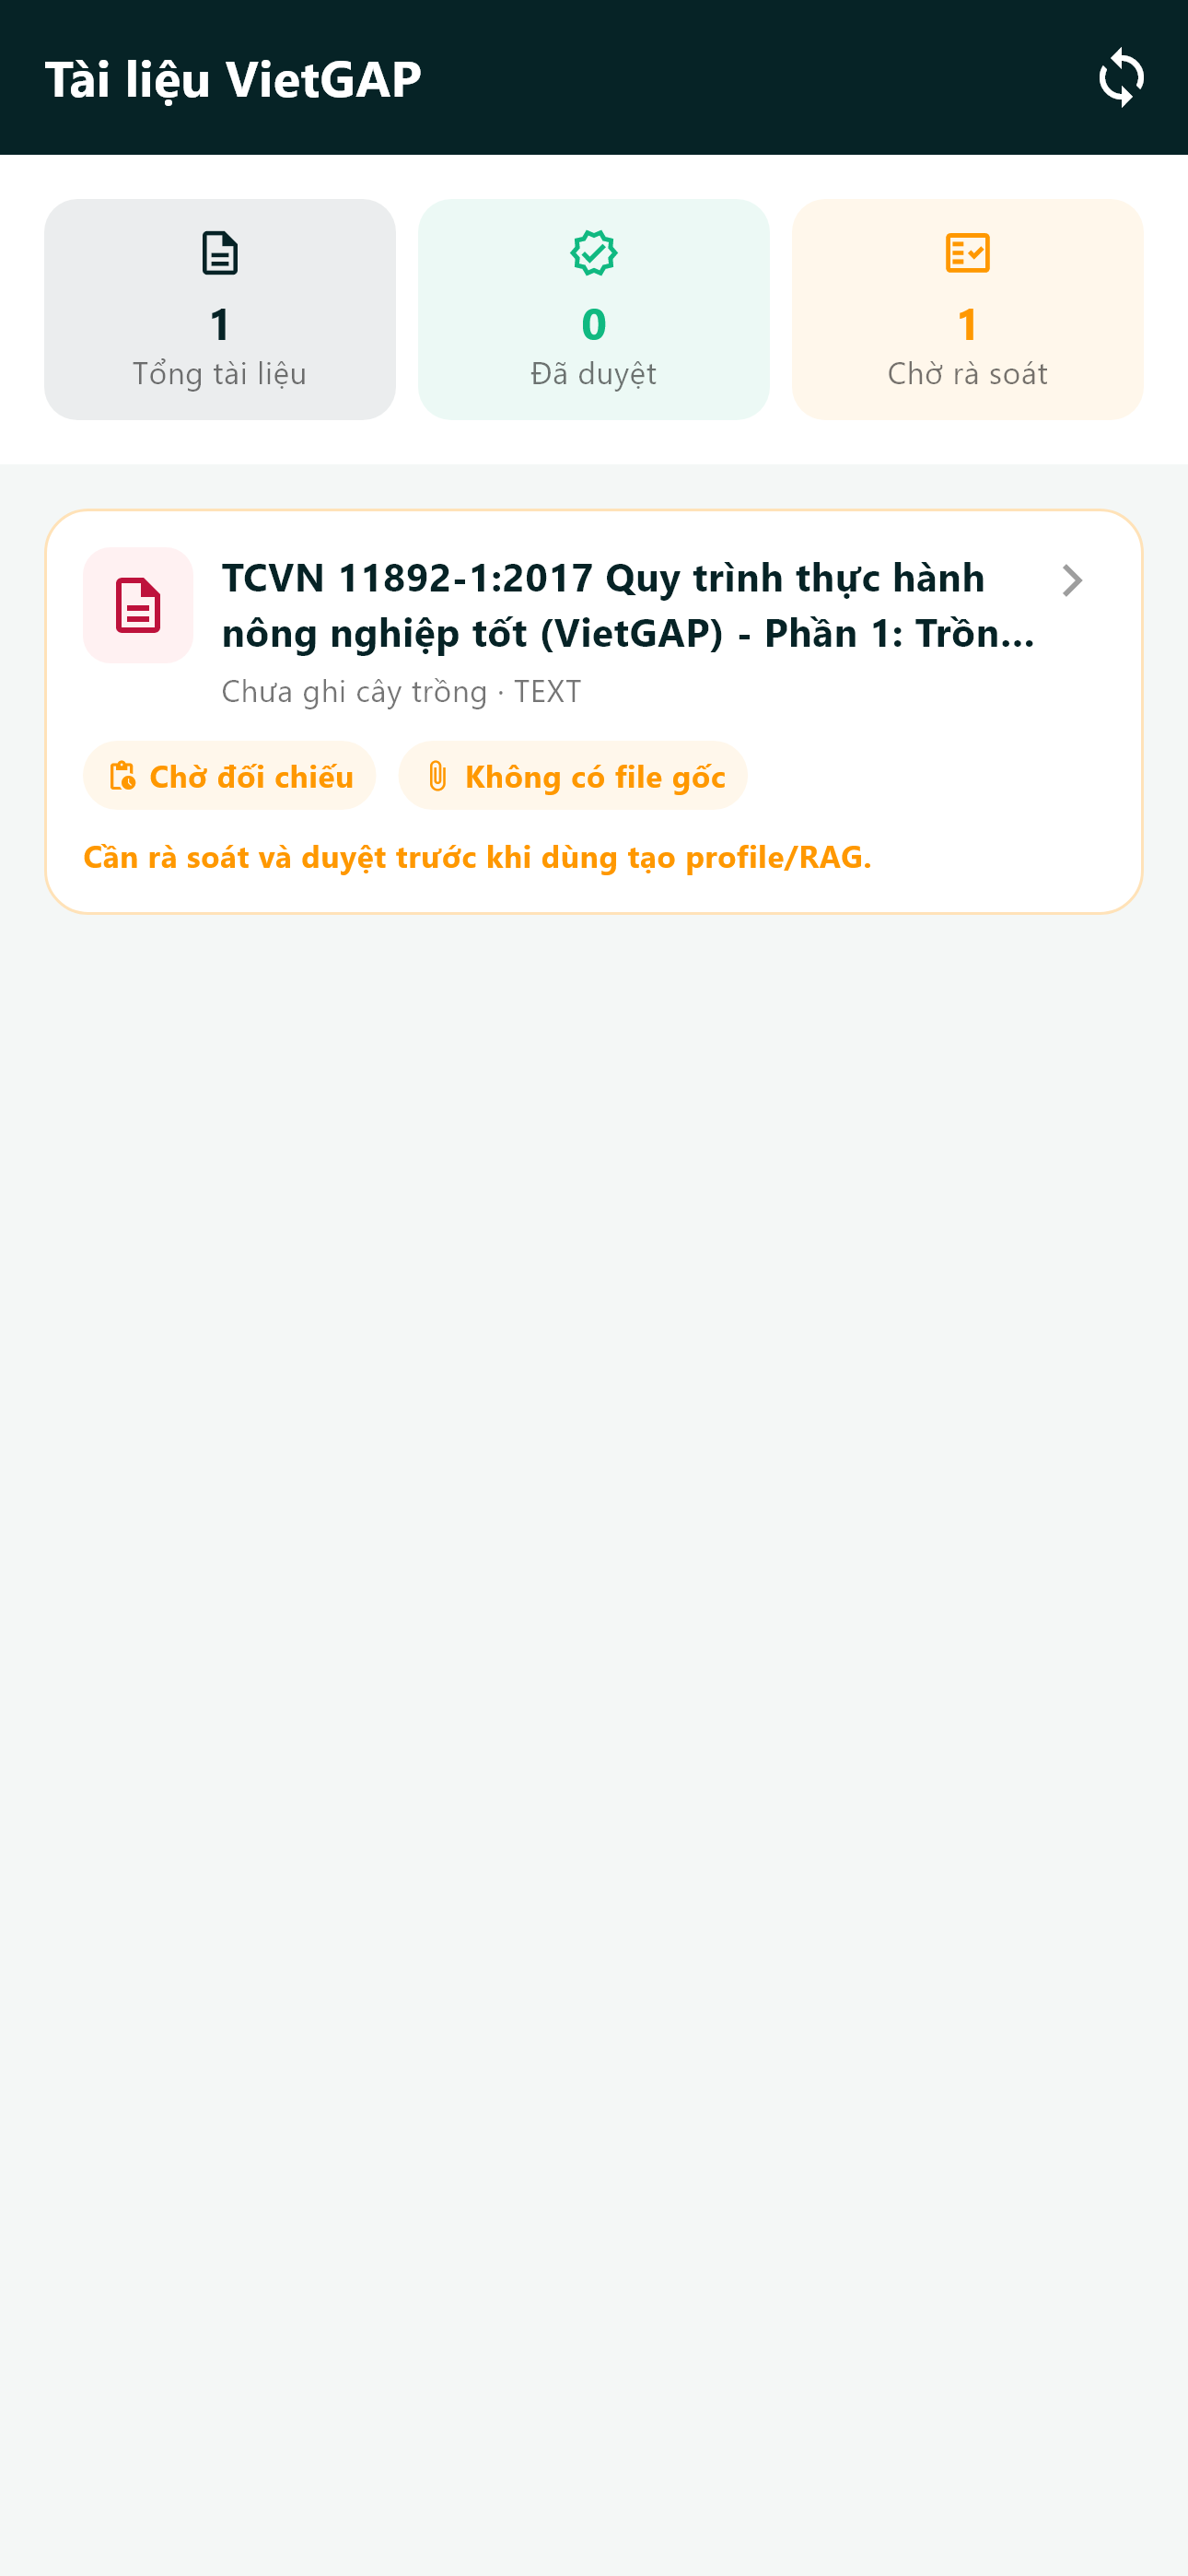 Tài liệu VietGAP
1
Tổng tài liệu
0
Đã duyệt
1
Chờ rà soát
TCVN 11892-1:2017 Quy trình thực hành
nông nghiệp tốt (VietGAP) - Phần 1: Trồn...
Chưa ghi cây trồng · TEXT
Chờ đối chiếu
Không có file gốc
Cần rà soát và duyệt trước khi dùng tạo profile/RAG.